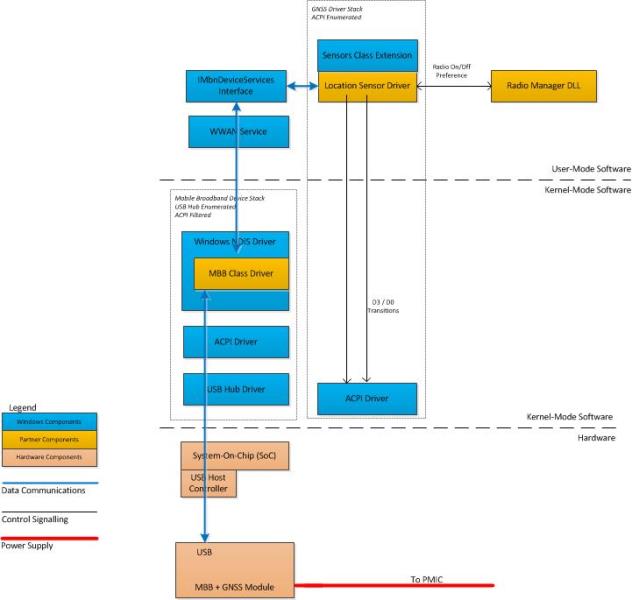 GNSS Driver Stack
ACPI Enumerated
Sensors Class Extension
IMbnDeviceServices
Interface
Location Sensor Driver
Radio On/Off
Preference
Radio Manager DLL
WWAN Service
User-Mode Software
Kernel-Mode Software
Mobile Broadband Device Stack
USB Hub Enumerated
ACPI Filtered
Windows NDIS Driver
MBB Class Driver
D3 / D0
Transitions
ACPI Driver
USB Hub Driver
ACPI Driver
Legend
Windows Components
Partner Components
Hardware Components
Data Communications
Control Signalling
Power Supply
Kernel-Mode Software
Hardware
System-On-Chip (SoC)
USB Host
Controller
USB
MBB + GNSS Module
To PMIC